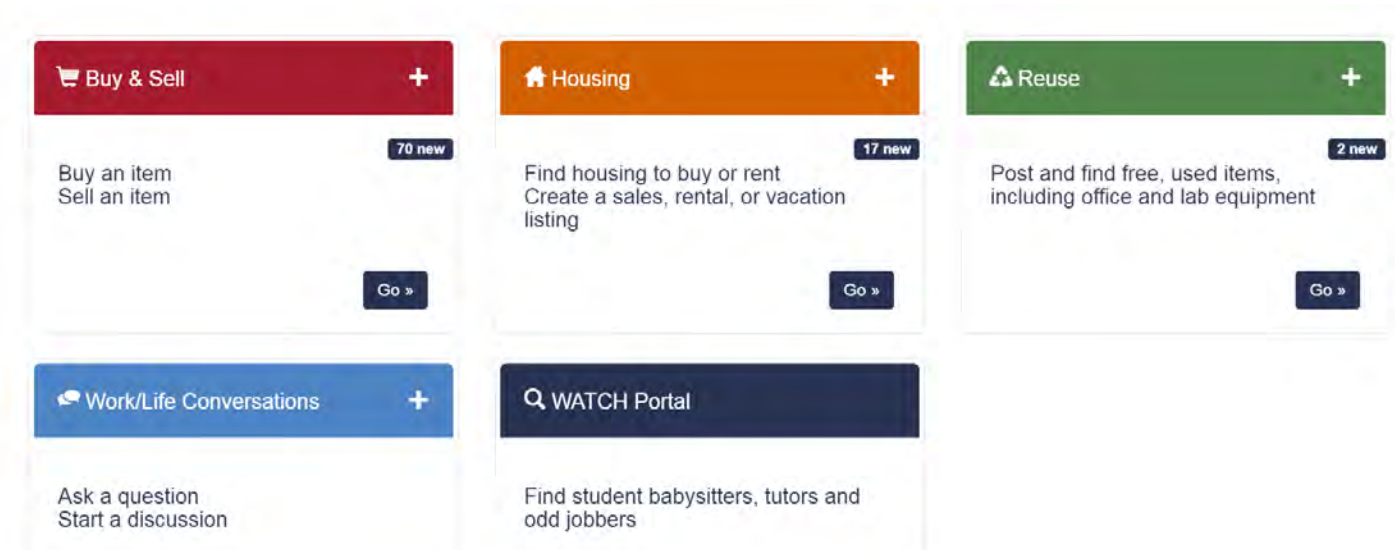 Buy & Sell +
70 new
Buy an item
Sell an item
Go »
Housing +
17 new
Find housing to buy or rent
Create a sales, rental, or vacation
listing
Go »
Reuse +
2 new
Post and find free, used items,
including office and lab equipment
Go »
Work/Life Conversations +
Ask a question
Start a discussion
WATCH Portal
Find student babysitters, tutors and
odd jobbers